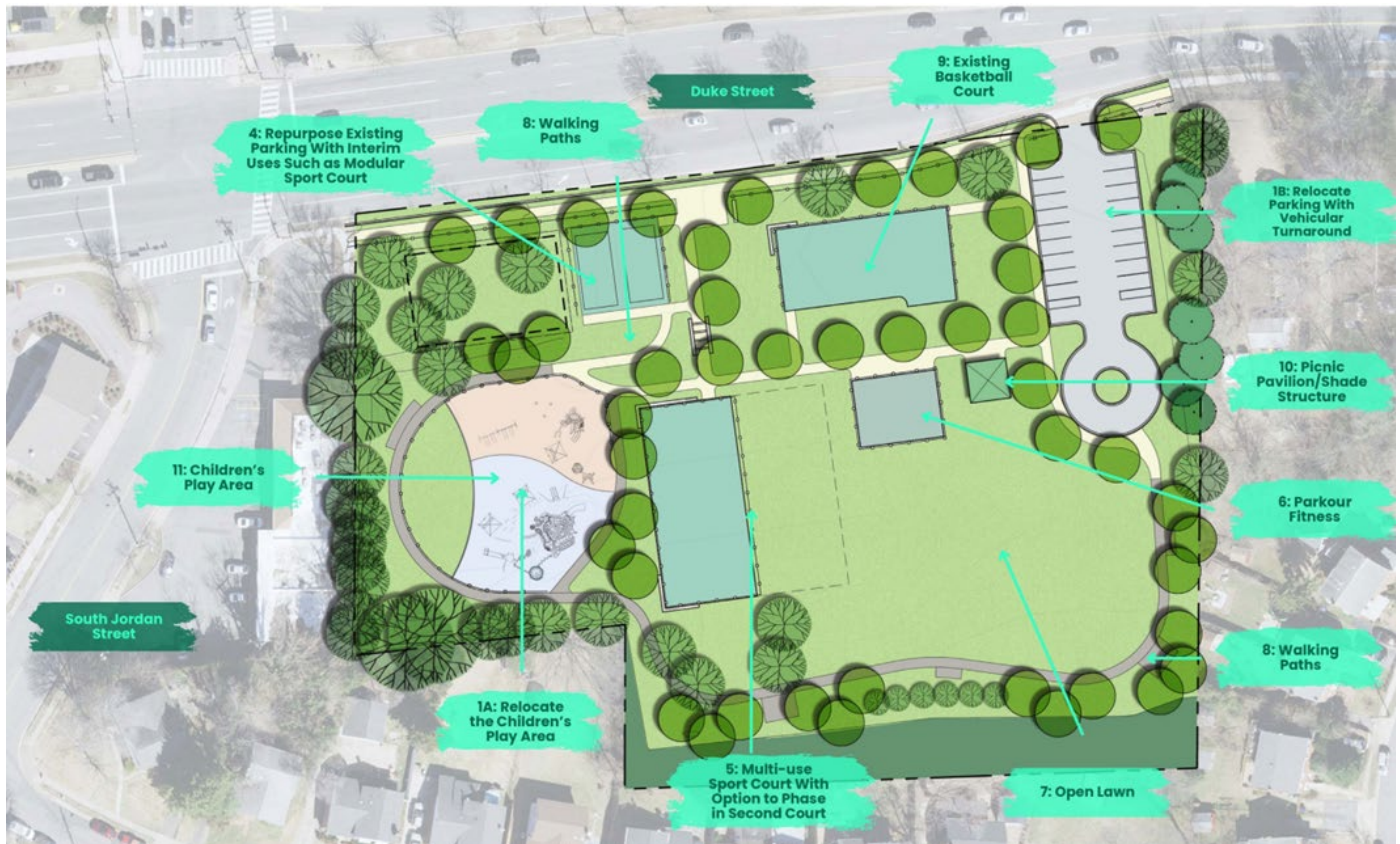 Duke Street
9: Existing
Basketball
Court
8: Walking
Paths
4: Repurpose Existing
Parking With Interim
Uses Such as Modular
Sport Court
1B: Relocate
Parking With
Vehicular
Turnaround
10: Picnic
Pavilion/Shade
Structure
11: Children's
Play Area
6: Parkour
Fitness
South Jordan
Street
8: Walking
Paths
1A: Relocate
the Children's
Play Area
5: Multi-use
Sport Court With
Option to Phase
in Second Court
7: Open Lawn